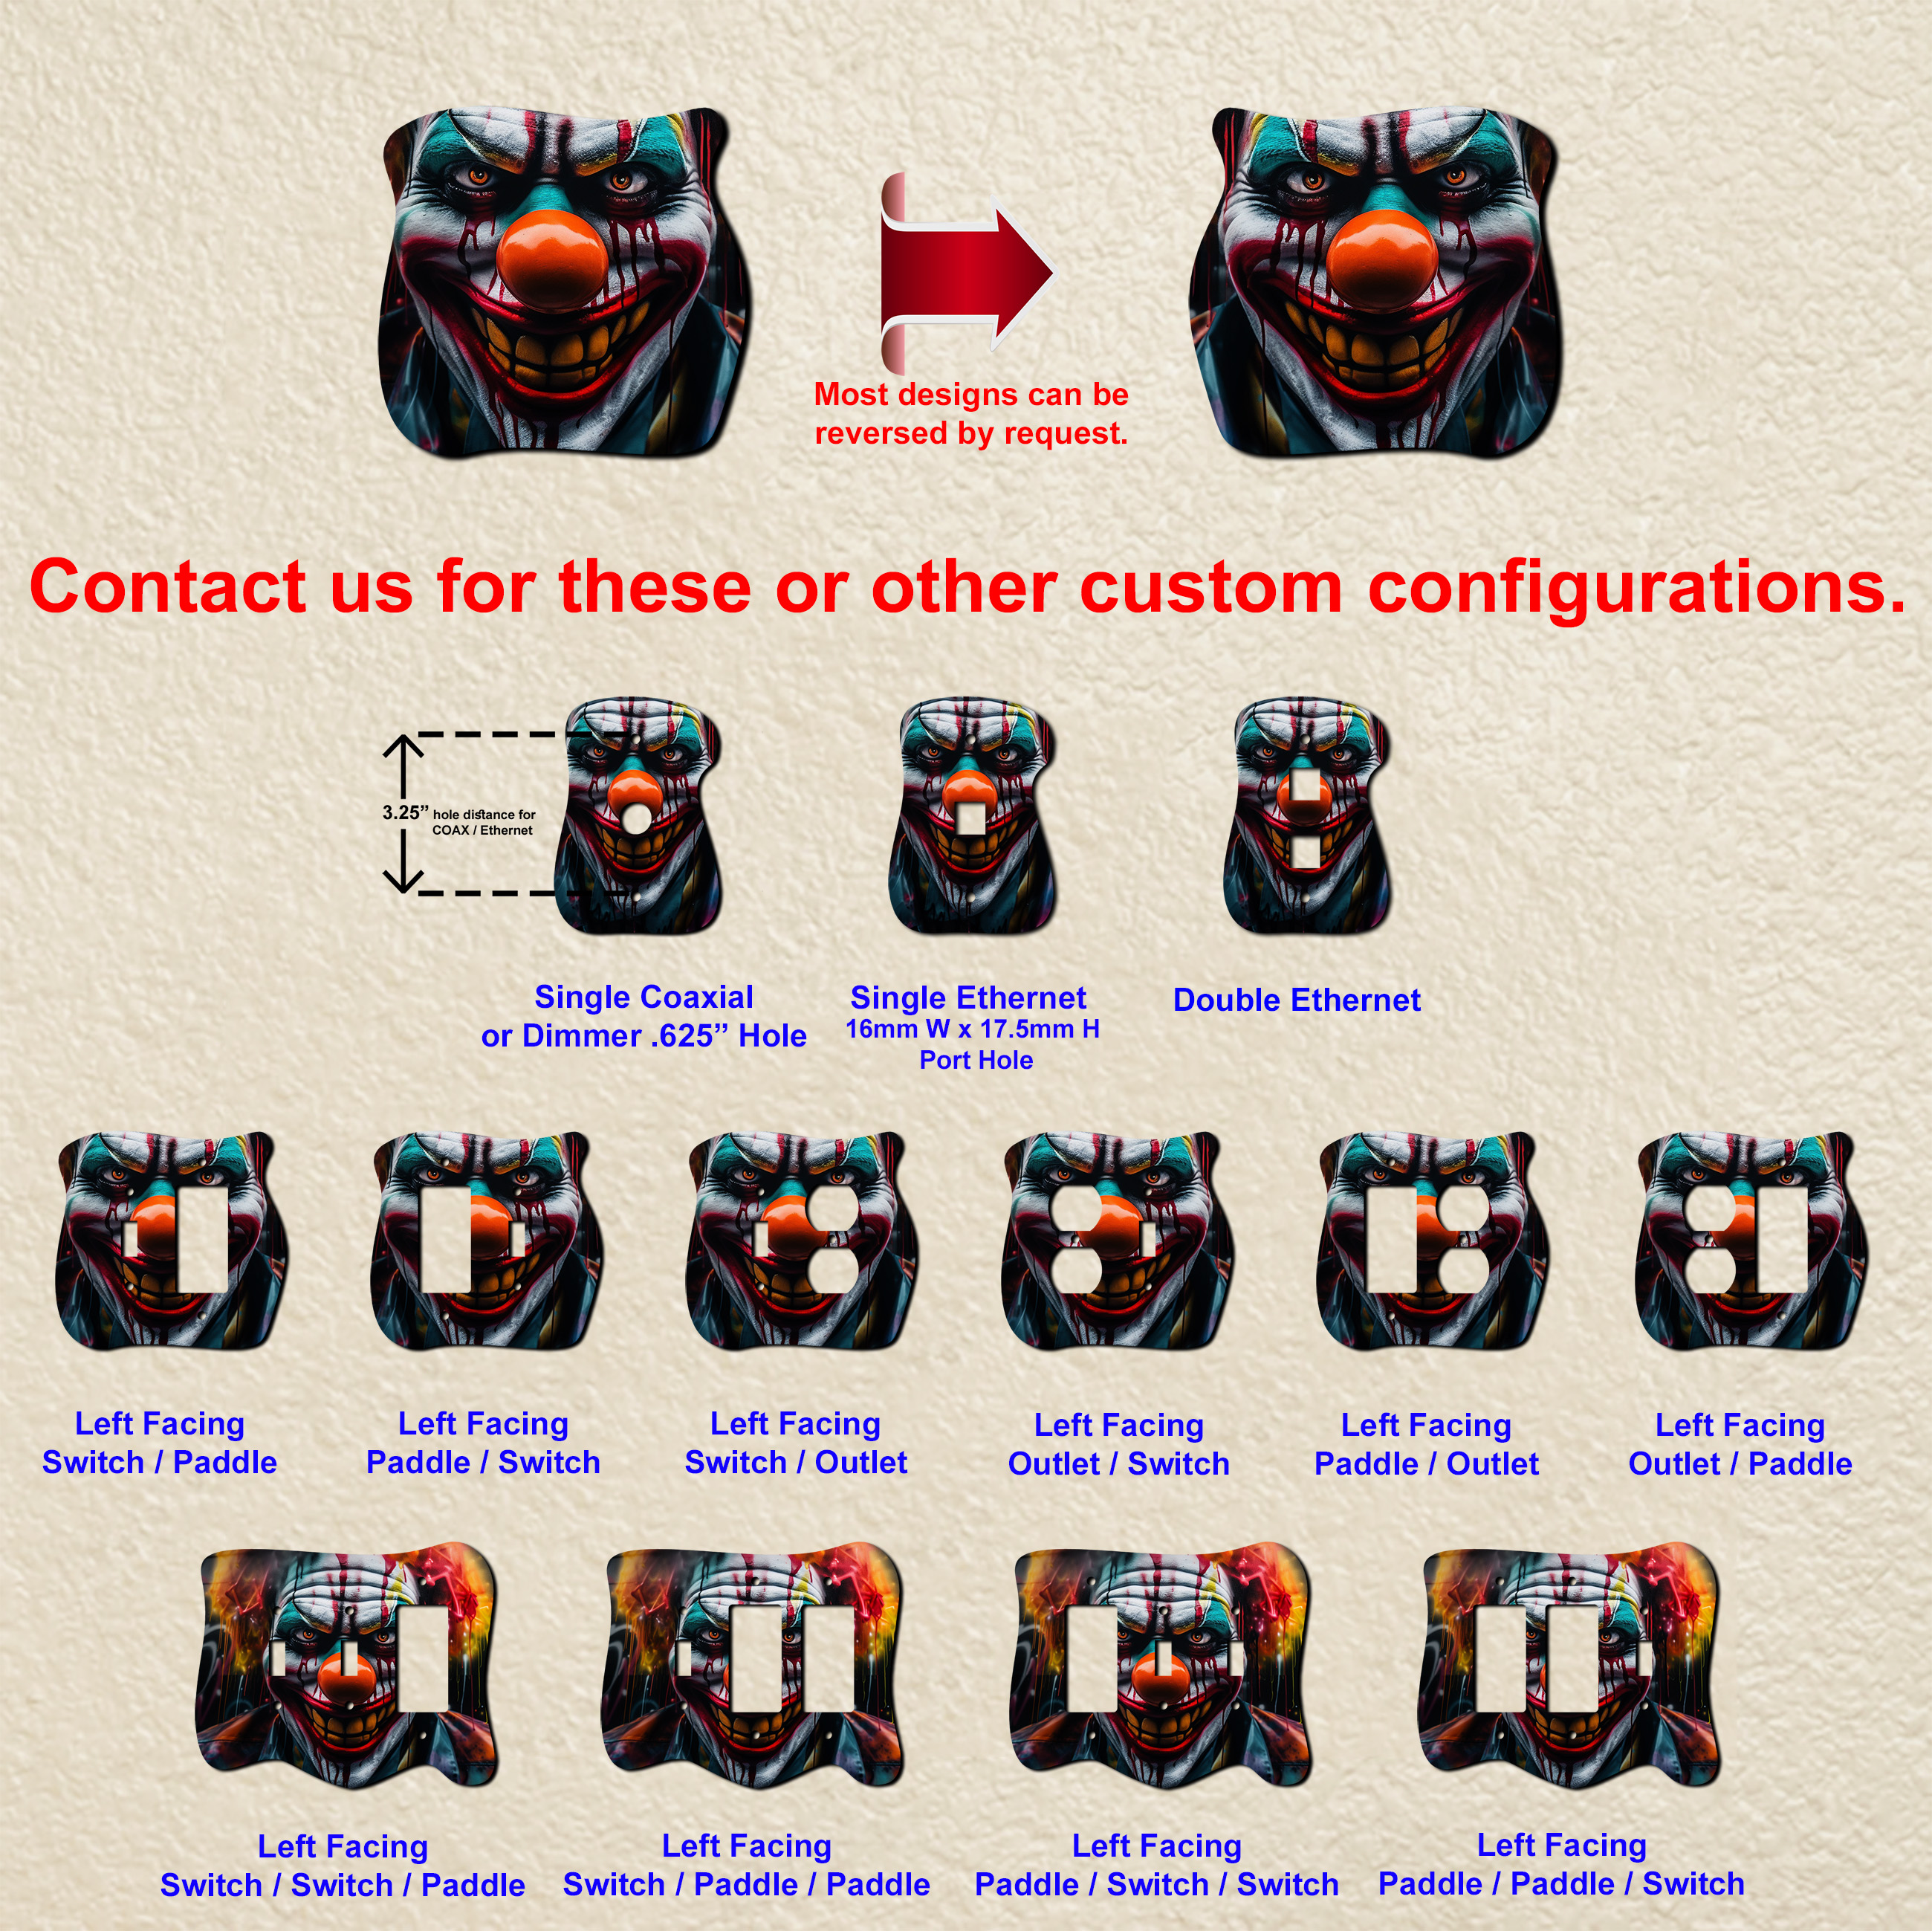 Most designs can be
reversed by request.
Contact us for these or other custom configurations.
3.25” hole distance for
COAX / Ethernet
Single Coaxial
or Dimmer .625” Hole
Single Ethernet
16mm W x 17.5mm H
Port Hole
Double Ethernet
Left Facing
Switch / Paddle
Left Facing
Paddle / Switch
Left Facing
Switch / Outlet
Left Facing
Outlet / Switch
Left Facing
Paddle / Outlet
Left Facing
Outlet / Paddle
Left Facing
Switch / Switch / Paddle
Left Facing
Switch / Paddle / Paddle
Left Facing
Paddle / Switch / Switch
Left Facing
Paddle / Paddle / Switch